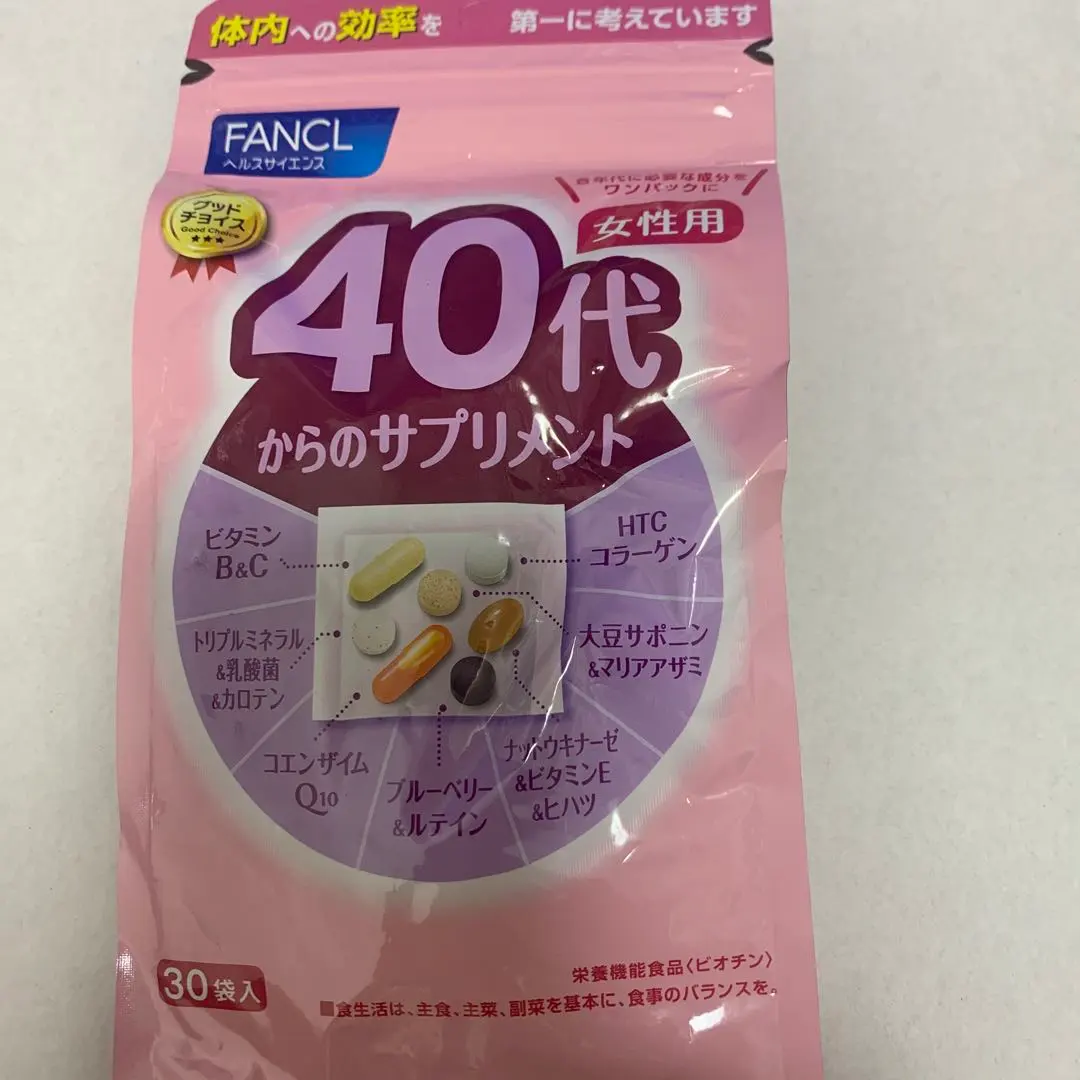 体内への効率を 第一に考えています
FANCL
ヘルスサイエンス
各年代に必要な成分を
ワンパックに
グッド
チョイス
Good Choice
★★★
女性用
40代
からのサプリメント
ビタミン
B&C
HTC
コラーゲン
トリプルミネラル
&乳酸菌
&カロテン
大豆サポニン
&マリアアザミ
コエンザイム
Q10
ブルーベリー
&ルテイン
ナットウキナーゼ
&ビタミンE
&ヒハツ
30袋入
栄養機能食品〈ビオチン〉
■食生活は、主食、主菜、副菜を基本に、食事のバランスを。